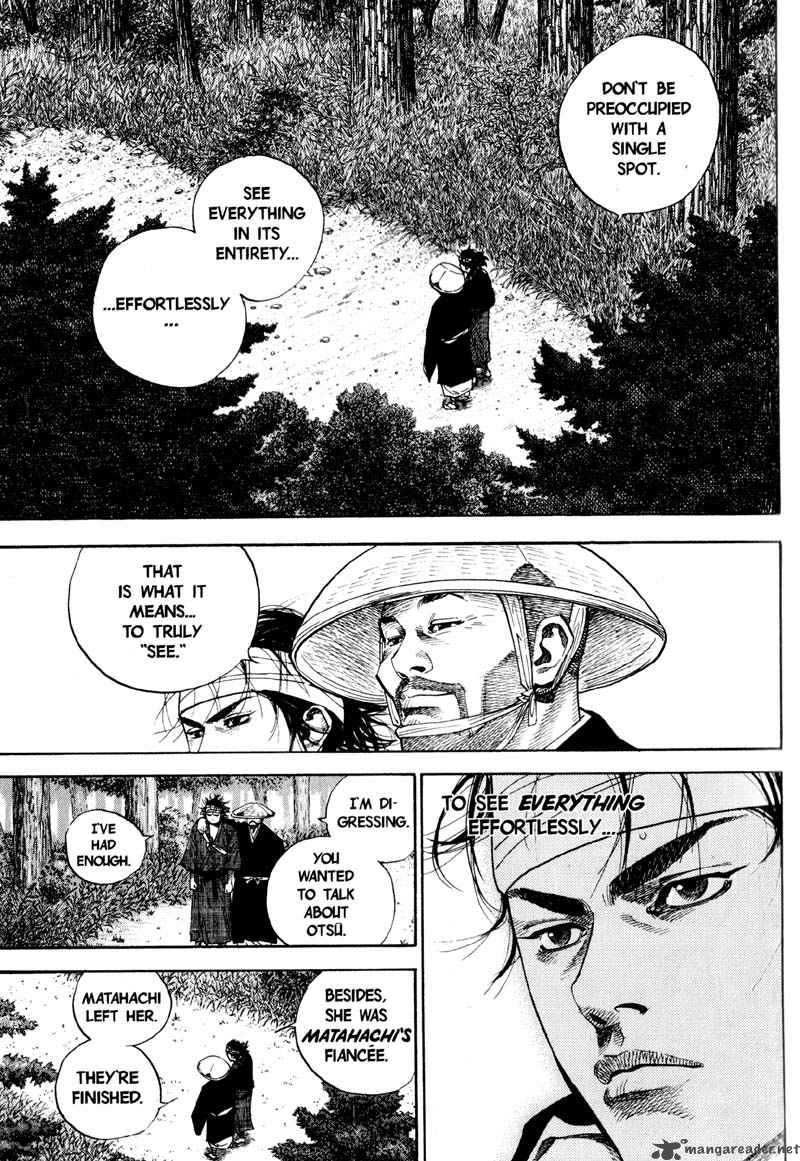 DON'T BE
PREOCCUPIED
WITH A
SINGLE
SPOT.
SEE
EVERYTHING
IN ITS
ENTIRETY...
...EFFORTLESSLY
...
THAT
IS WHAT IT
MEANS...
TO TRULY
"SEE."
TO SEE EVERYTHING
EFFORTLESSLY...
I'M DI-
GRESSING.
YOU
WANTED
TO TALK
ABOUT
OTSŪ.
I'VE
HAD
ENOUGH.
BESIDES,
SHE WAS
MATAHACHI'S
FIANCÉE.
MATAHACHI
LEFT HER.
THEY'RE
FINISHED.
mangareader.net